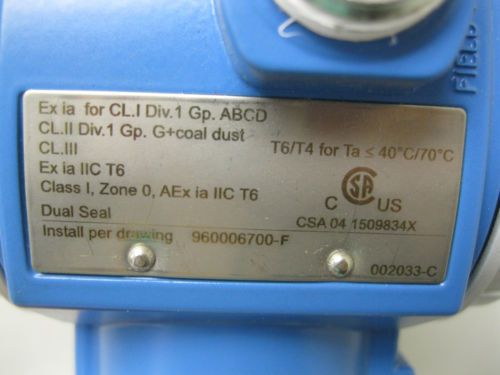 FIELD
Ex ia for CL.I Div.1 Gp. ABCD
CL.II Div.1 Gp. G+coal dust
CL.III
T6/T4 for Ta ≤ 40°C/70°C
Ex ia IIC T6
Class I, Zone 0, AEx ia IIC T6
C SA US
Dual Seal
CSA 04 1509834X
Install per drawing 960006700-F
002033-C